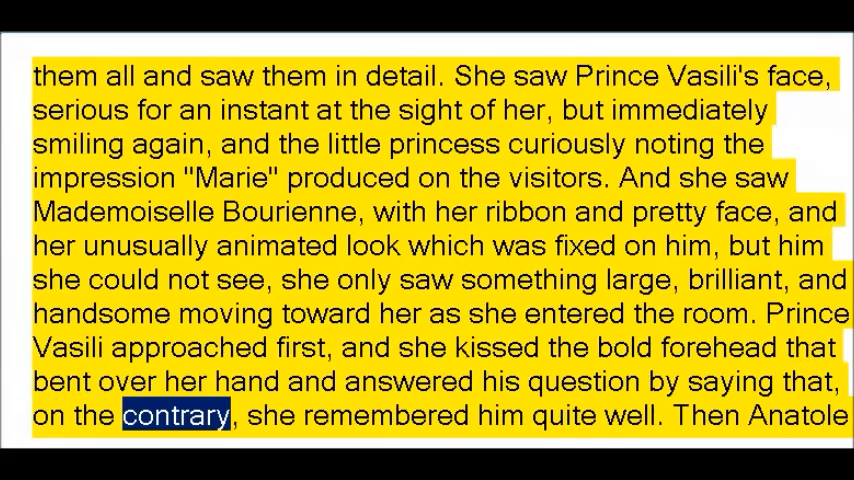 them all and saw them in detail. She saw Prince Vasili's face,
serious for an instant at the sight of her, but immediately
smiling again, and the little princess curiously noting the
impression "Marie" produced on the visitors. And she saw
Mademoiselle Bourienne, with her ribbon and pretty face, and
her unusually animated look which was fixed on him, but him
she could not see, she only saw something large, brilliant, and
handsome moving toward her as she entered the room. Prince
Vasili approached first, and she kissed the bold forehead that
bent over her hand and answered his question by saying that,
on the contrary, she remembered him quite well. Then Anatole